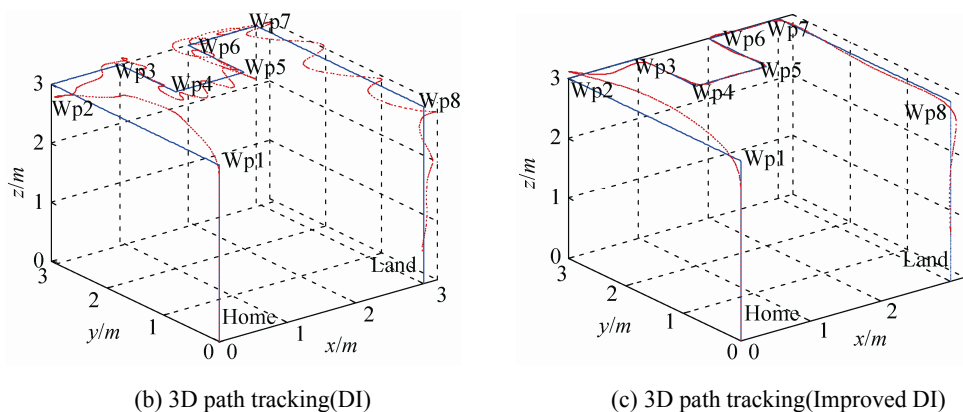 Wp7
Wp6
Wp3
Wp5
Wp4
3
Wp2
Wp8
2
Wp1
z/m
1
0
Land
3
3
2
Home
2
y/m
1
1
x/m
0 0
(b) 3D path tracking(DI)
Wp7
Wp6
3
Wp3
Wp5
Wp2
Wp4
Wp8
2
Wp1
z/m
1
0
Land
3
3
2
Home
2
y/m
1
1
x/m
0 0
(c) 3D path tracking(Improved DI)